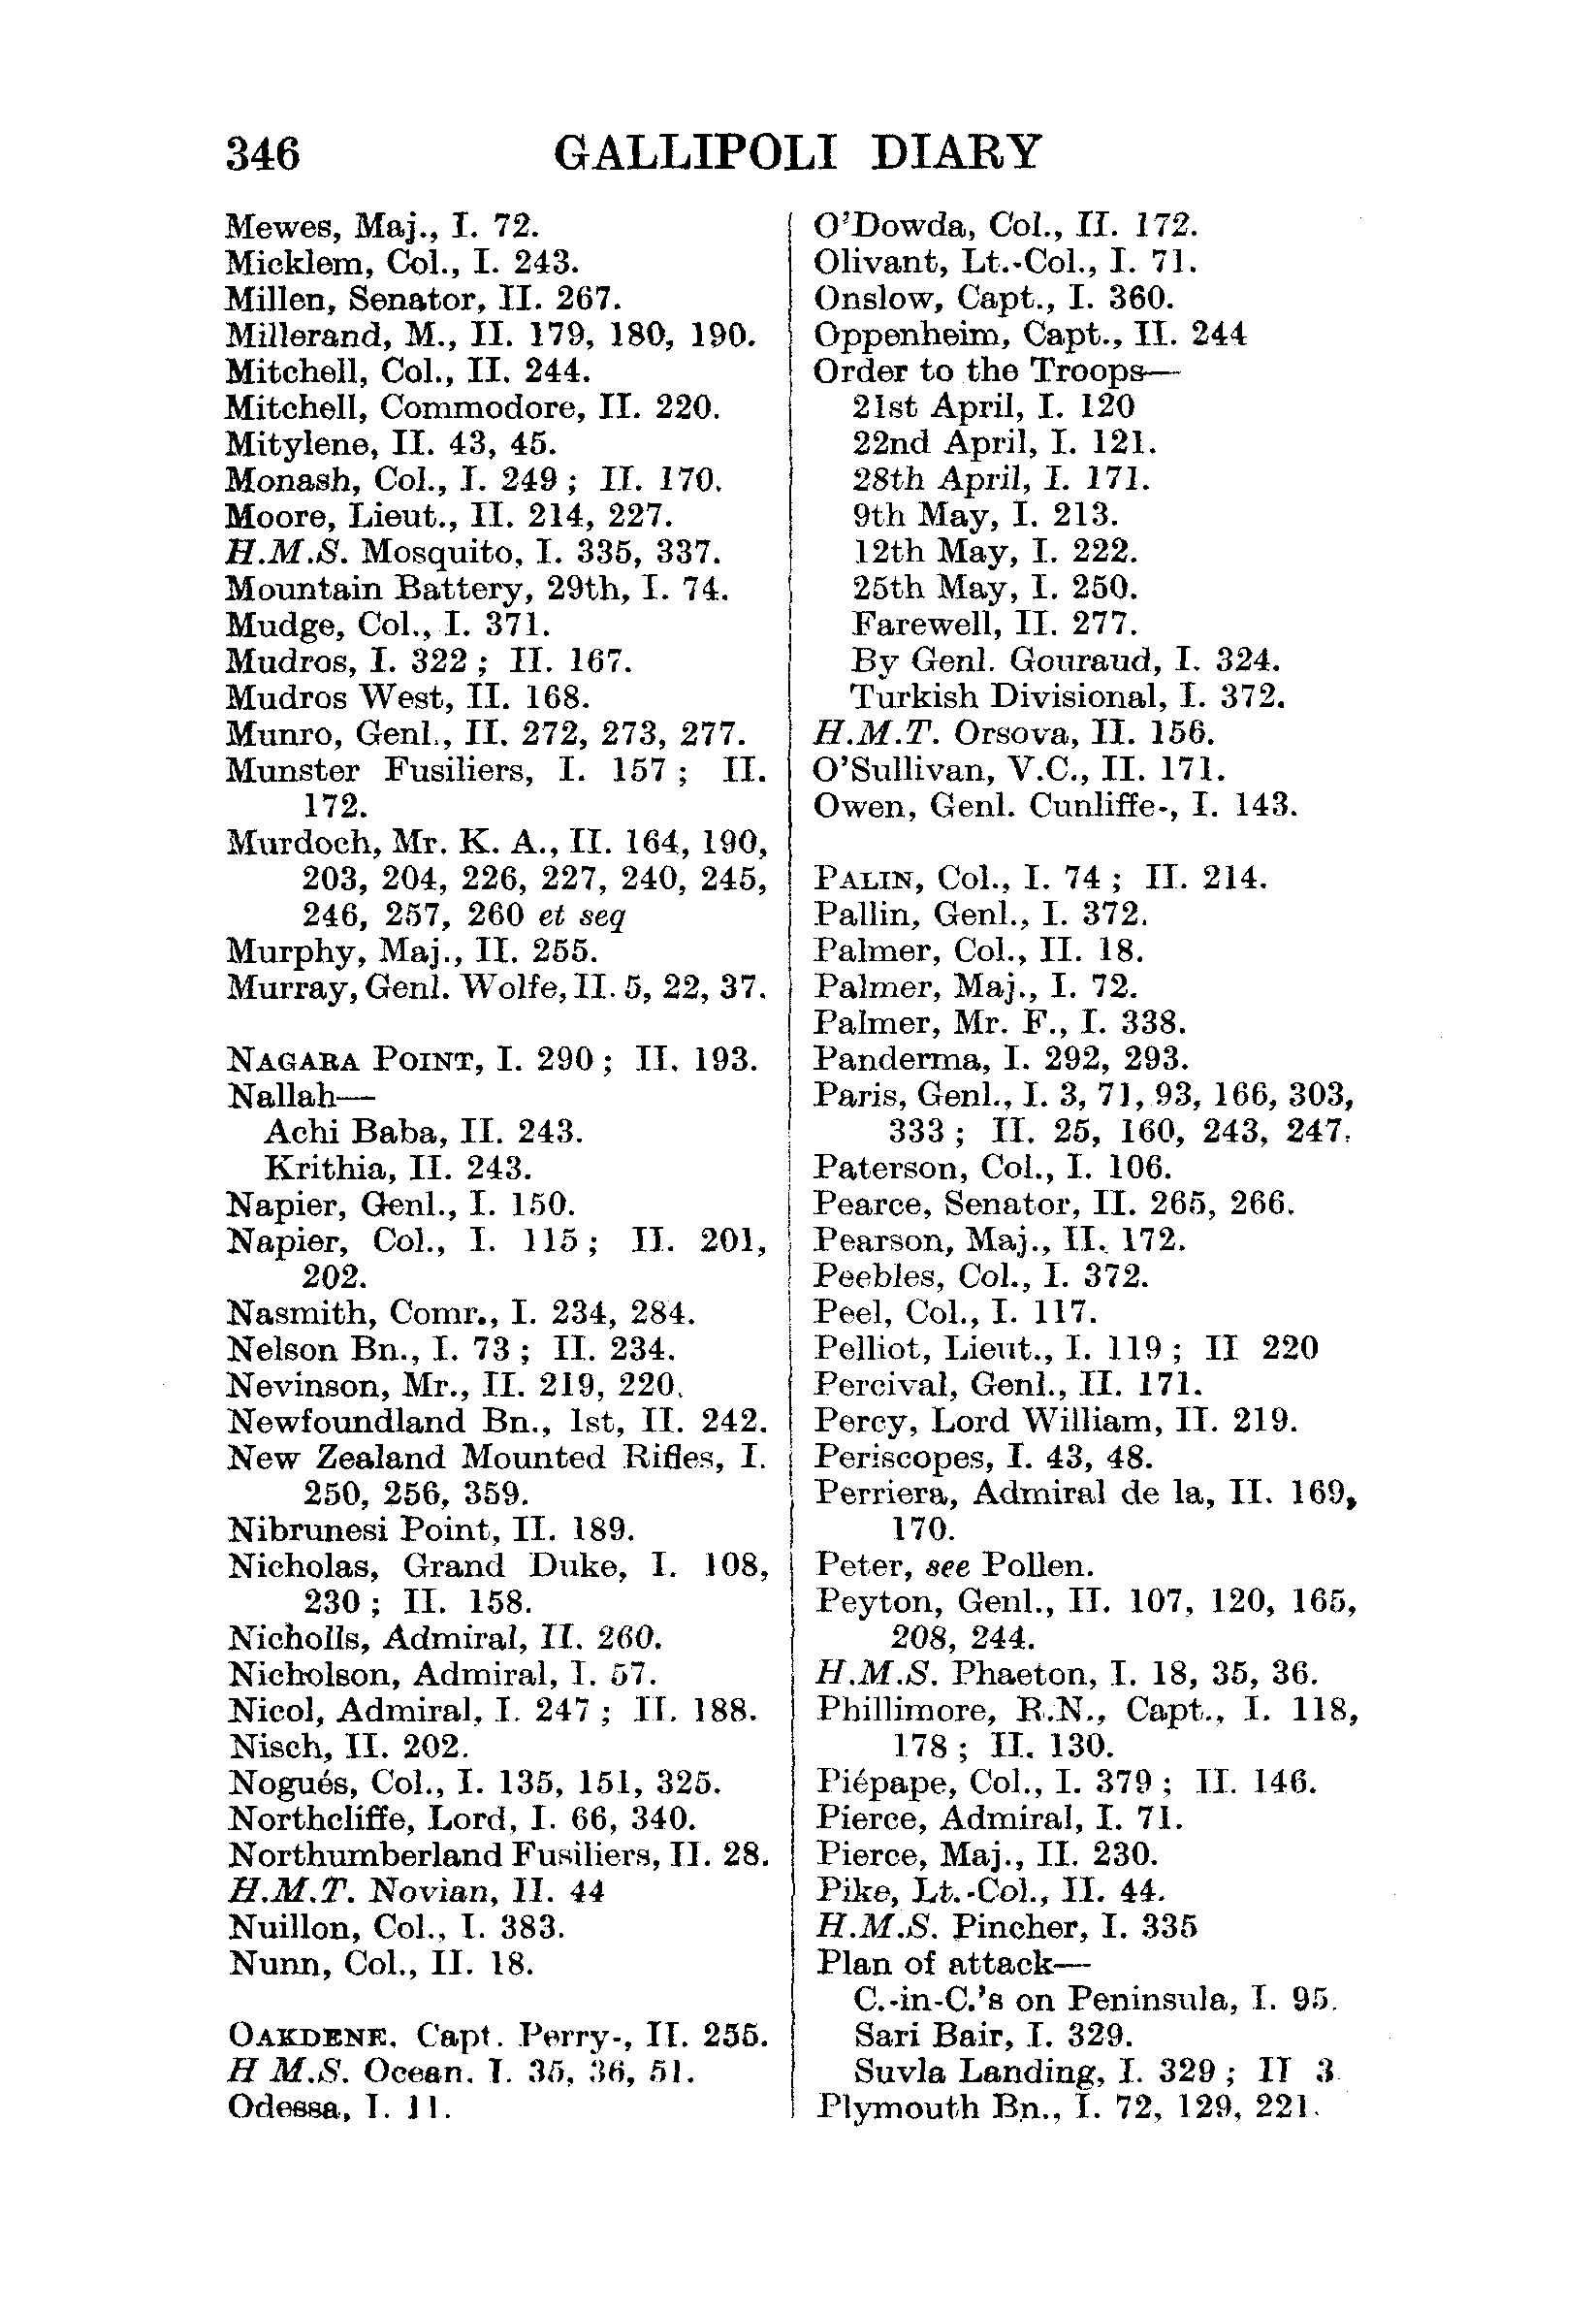 346 GALLIPOLI DIARY
Mewes, Maj., I. 72.
Micklem, Col., I. 243.
Millen, Senator, II. 267.
Millerand, M., II. 179, 180, 190.
Mitchell, Col., II. 244.
Mitchell, Commodore, II. 220.
Mitylene, II. 43, 45.
Monash, Col., I. 249 ; II. 170.
Moore, Lieut., II. 214, 227.
H.M.S. Mosquito, I. 335, 337.
Mountain Battery, 29th, I. 74.
Mudge, Col., I. 371.
Mudros, I. 322 ; II. 167.
Mudros West, II. 168.
Munro, Genl., II. 272, 273, 277.
Munster Fusiliers, I. 157 ; II.
172.
Murdoch, Mr. K. A., II. 164, 190,
203, 204, 226, 227, 240, 245,
246, 257, 260 et seq
Murphy, Maj., II. 255.
Murray, Genl. Wolfe, II. 5, 22, 37.
NAGARA POINT, I. 290 ; II. 193.
Nallah—
Achi Baba, II. 243.
Krithia, II. 243.
Napier, Genl., I. 150.
Napier, Col., I. 115 ; II. 201,
202.
Nasmith, Comr., I. 234, 284.
Nelson Bn., I. 73 ; II. 234.
Nevinson, Mr., II. 219, 220.
Newfoundland Bn., 1st, II. 242.
New Zealand Mounted Rifles, I.
250, 256, 359.
Nibrunesi Point, II. 189.
Nicholas, Grand Duke, I. 108,
230 ; II. 158.
Nicholls, Admiral, II. 260.
Nicholson, Admiral, I. 57.
Nicol, Admiral, I. 247 ; II. 188.
Nisch, II. 202.
Nogués, Col., I. 135, 151, 325.
Northcliffe, Lord, I. 66, 340.
Northumberland Fusiliers, II. 28.
H.M.T. Novian, II. 44
Nuillon, Col., I. 383.
Nunn, Col., II. 18.
OAKDENE, Capt. Perry-, II. 255.
H M.S. Ocean. I. 35, 36, 51.
Odessa, I. 11.
O'Dowda, Col., II. 172.
Olivant, Lt.-Col., I. 71.
Onslow, Capt., I. 360.
Oppenheim, Capt., II. 244
Order to the Troops—
21st April, I. 120
22nd April, I. 121.
28th April, I. 171.
9th May, I. 213.
12th May, I. 222.
25th May, I. 250.
Farewell, II. 277.
By Genl. Gouraud, I. 324.
Turkish Divisional, I. 372.
H.M.T. Orsova, II. 156.
O'Sullivan, V.C., II. 171.
Owen, Genl. Cunliffe-, I. 143.
PALIN, Col., I. 74 ; II. 214.
Pallin, Genl., I. 372.
Palmer, Col., II. 18.
Palmer, Maj., I. 72.
Palmer, Mr. F., I. 338.
Panderma, I. 292, 293.
Paris, Genl., I. 3, 71, 93, 166, 303,
333 ; II. 25, 160, 243, 247.
Paterson, Col., I. 106.
Pearce, Senator, II. 265, 266.
Pearson, Maj., II. 172.
Peebles, Col., I. 372.
Peel, Col., I. 117.
Pelliot, Lieut., I. 119 ; II 220
Percival, Genl., II. 171.
Percy, Lord William, II. 219.
Periscopes, I. 43, 48.
Perriera, Admiral de la, II. 169,
170.
Peter, see Pollen.
Peyton, Genl., II. 107, 120, 165,
208, 244.
H.M.S. Phaeton, I. 18, 35, 36.
Phillimore, R.N., Capt., I. 118,
178 ; II. 130.
Piépape, Col., I. 379 ; II. 146.
Pierce, Admiral, I. 71.
Pierce, Maj., II. 230.
Pike, Lt.-Col., II. 44.
H.M.S. Pincher, I. 335
Plan of attack—
C.-in-C.'s on Peninsula, I. 95.
Sari Bair, I. 329.
Suvla Landing, I. 329 ; II 3
Plymouth Bn., I. 72, 129, 221.